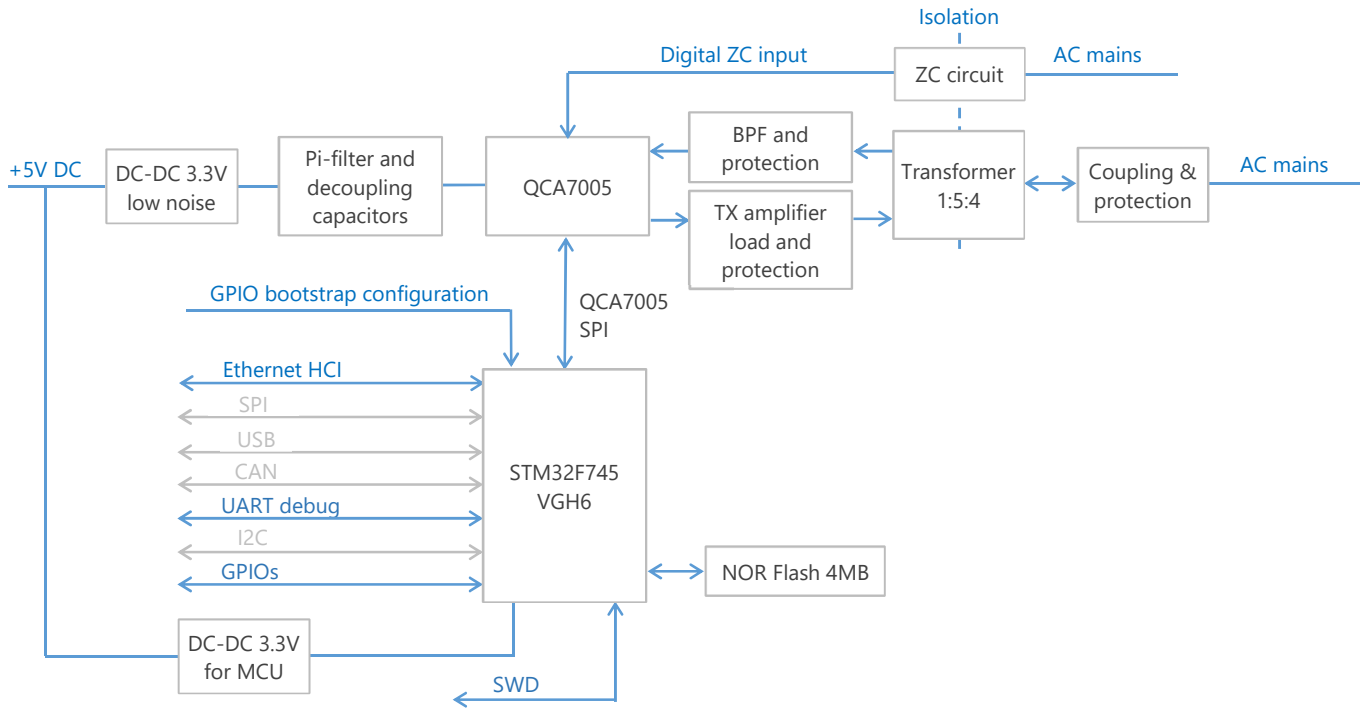 Isolation
Digital ZC input
ZC circuit
AC mains
+5V DC
DC-DC 3.3V
low noise
Pi-filter and
decoupling
capacitors
QCA7005
BPF and
protection
TX amplifier
load and
protection
Transformer
1:5:4
Coupling &
protection
AC mains
GPIO bootstrap configuration
QCA7005
SPI
Ethernet HCI
SPI
USB
CAN
UART debug
I2C
GPIOs
STM32F745
VGH6
NOR Flash 4MB
DC-DC 3.3V
for MCU
SWD